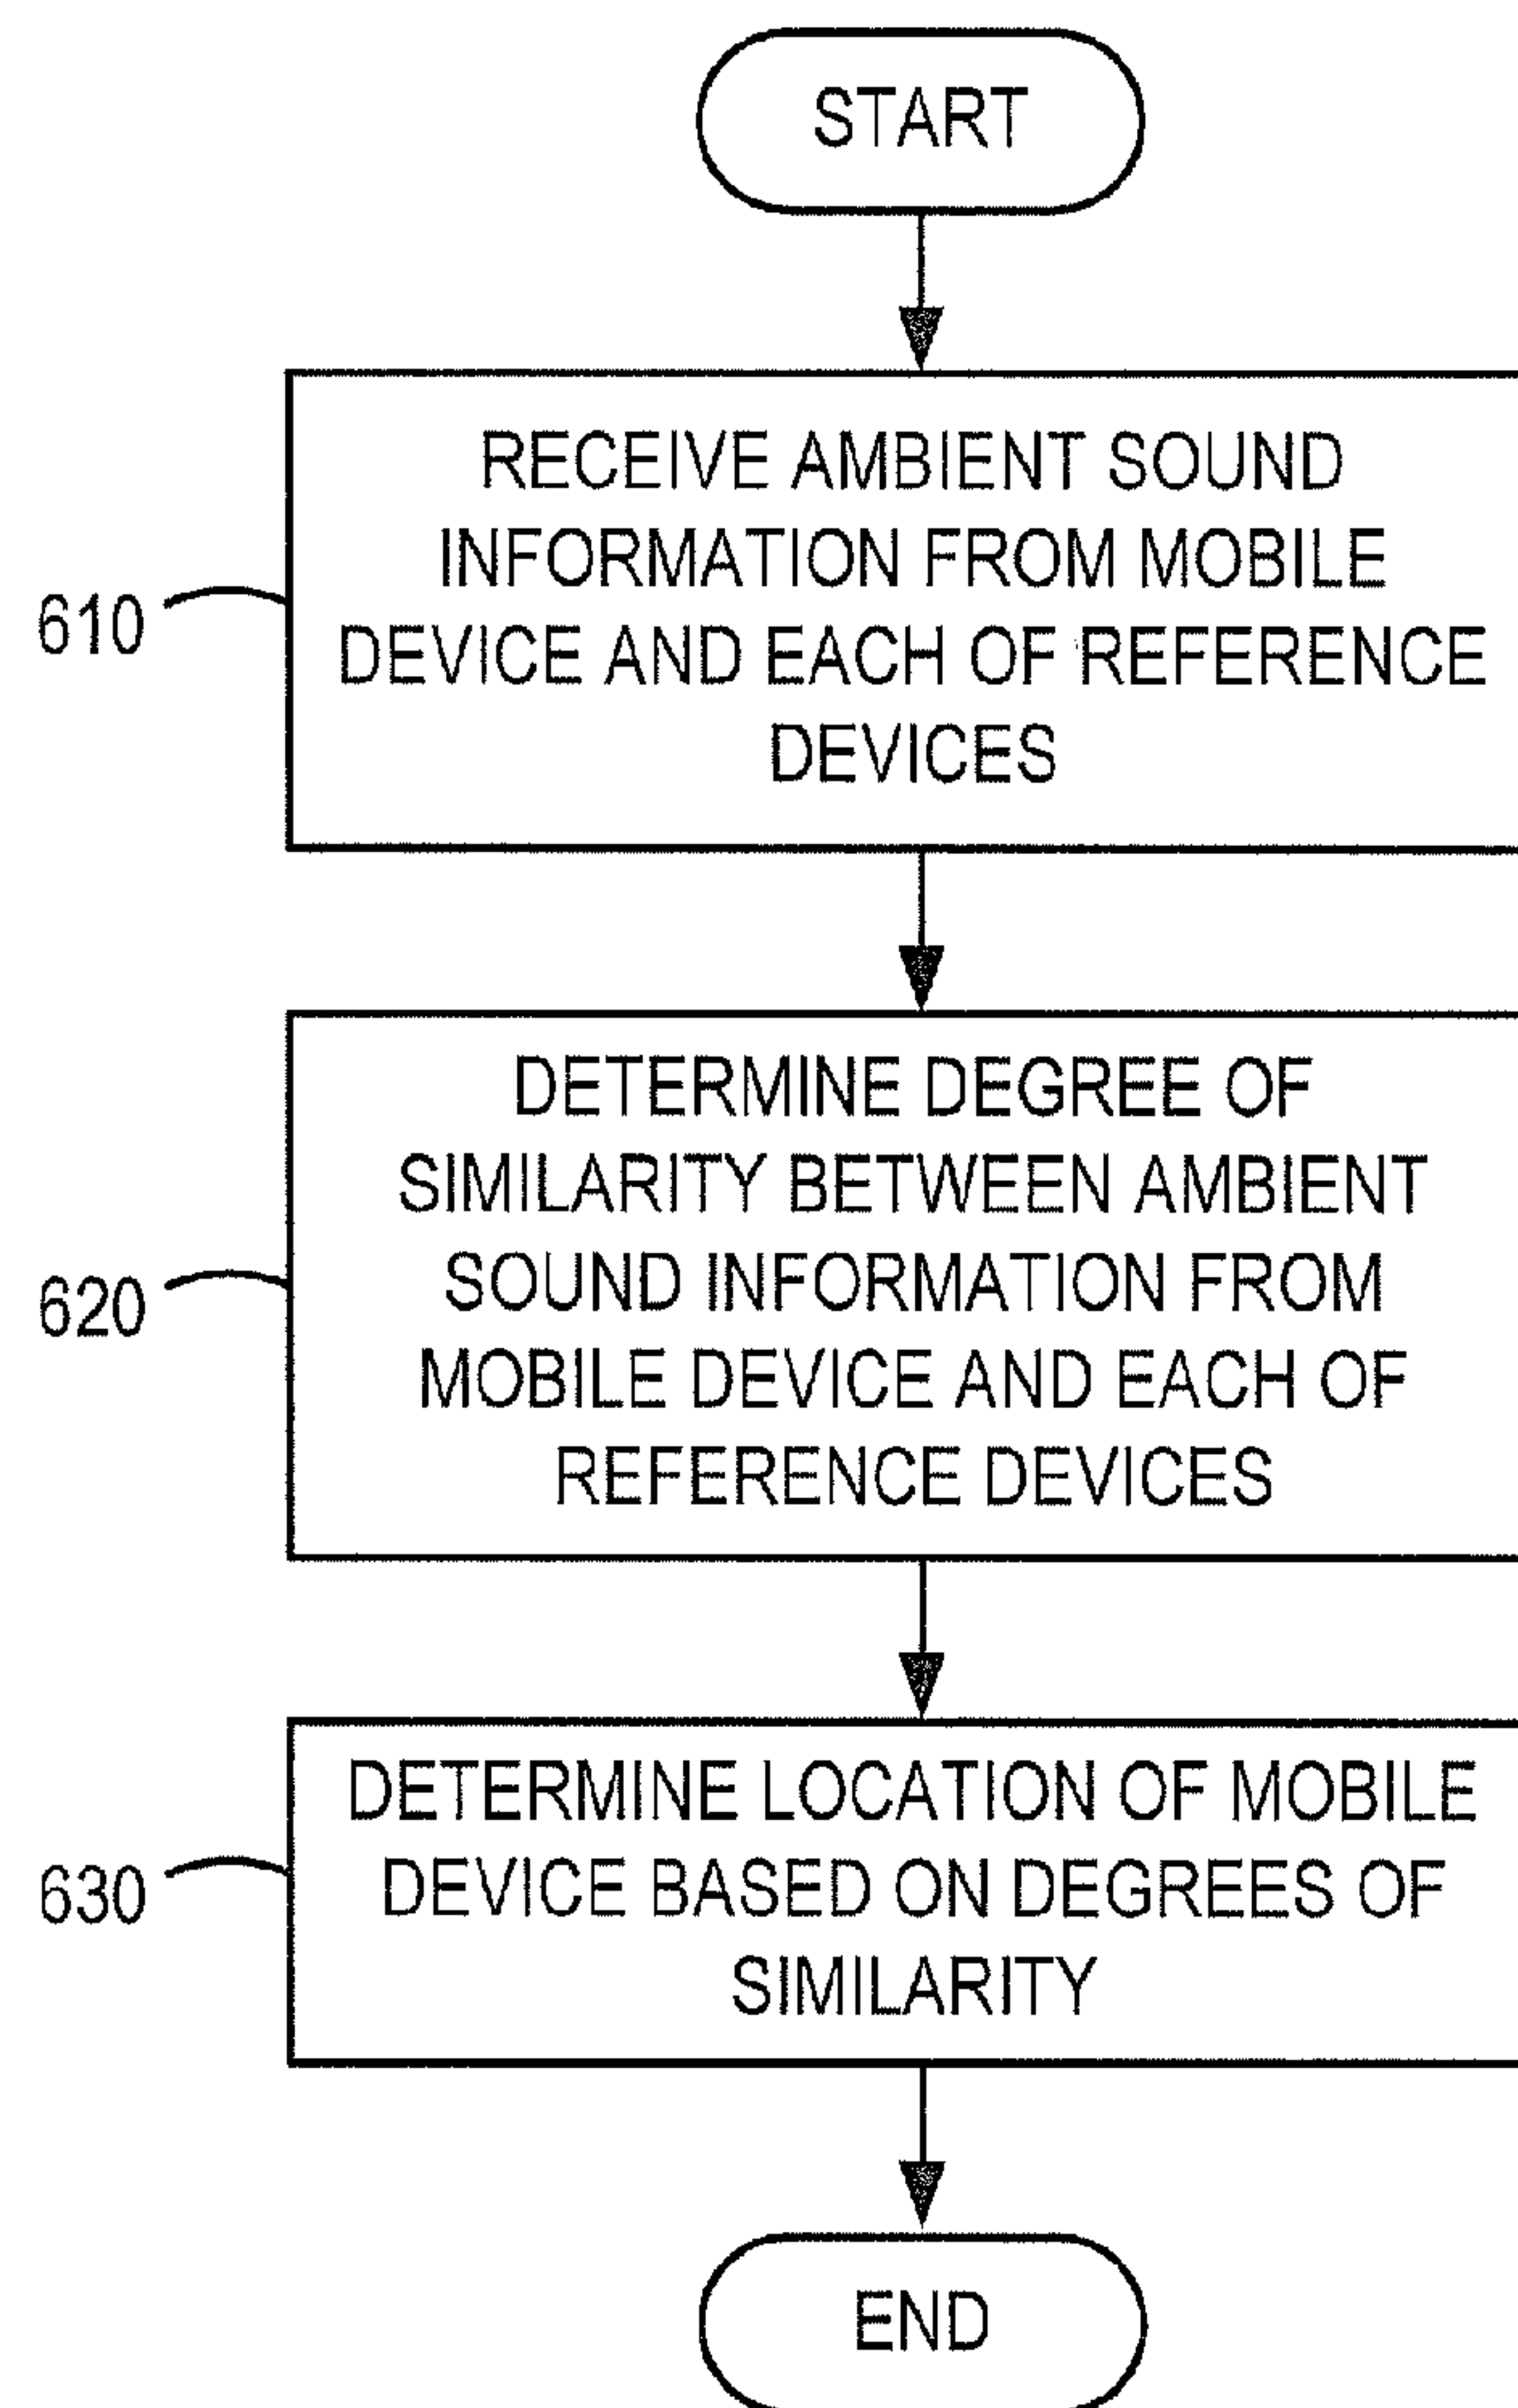 START
RECEIVE AMBIENT SOUND
INFORMATION FROM MOBILE
DEVICE AND EACH OF REFERENCE
DEVICES
610
DETERMINE DEGREE OF
SIMILARITY BETWEEN AMBIENT
SOUND INFORMATION FROM
MOBILE DEVICE AND EACH OF
REFERENCE DEVICES
620
DETERMINE LOCATION OF MOBILE
DEVICE BASED ON DEGREES OF
SIMILARITY
630
END